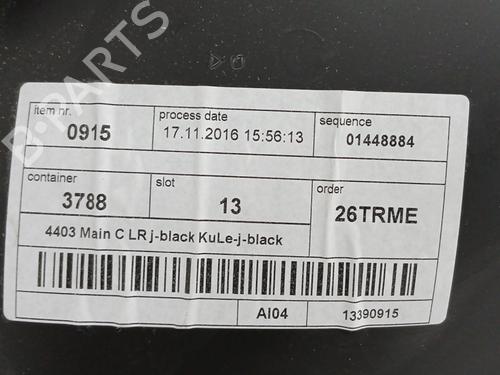 item nr.
0915
process date
17.11.2016 15:56:13
sequence
01448884
container
3788
slot
13
order
26TRME
4403 Main C LR j-black KuLe-j-black
AI04
13390915
B-PARTS